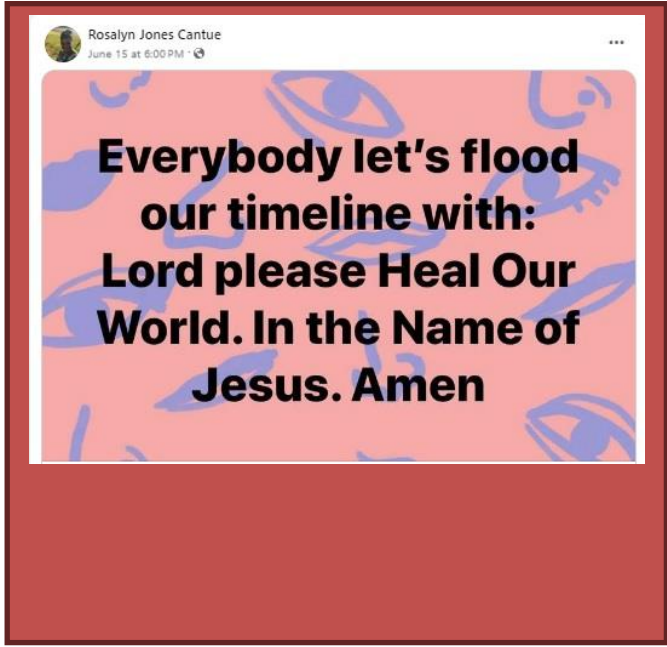 Rosalyn Jones Cantue
June 15 at 6:00 PM ·
Everybody let's flood
our timeline with:
Lord please Heal Our
World. In the Name of
Jesus. Amen